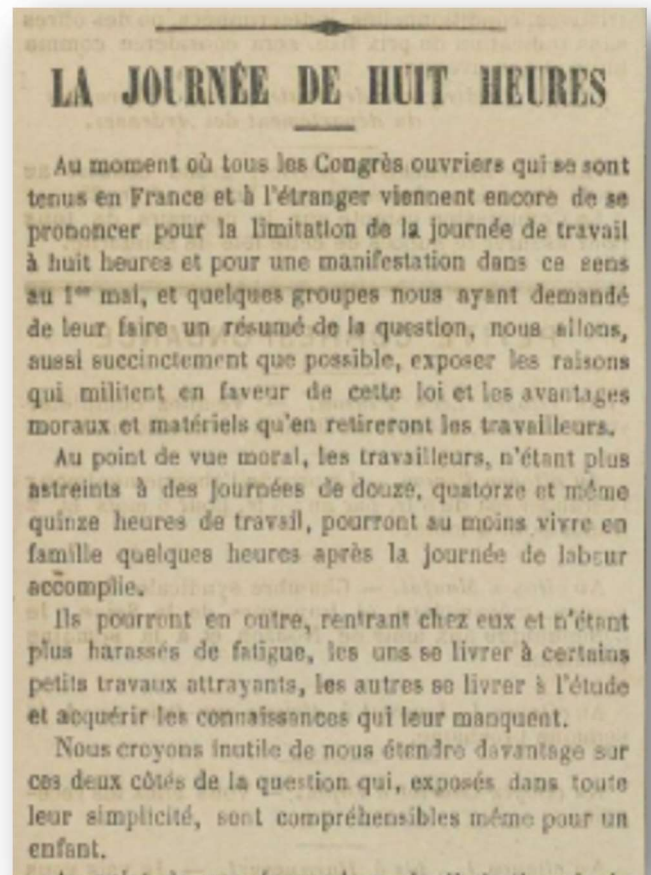 LA JOURNÉE DE HUIT HEURES
Au moment où tous les Congrès ouvriers qui se sont
tenus en France et à l'étranger viennent encore de se
prononcer pour la limitation de la journée de travail
à huit heures et pour une manifestation dans ce sens
au 1er mai, et quelques groupes nous ayant demandé
de leur faire un résumé de la question, nous allons,
aussi succinctement que possible, exposer les raisons
qui militent en faveur de cette loi et les avantages
moraux et matériels qu'en retireront les travailleurs.
Au point de vue moral, les travailleurs, n'étant plus
astreints à des journées de douze, quatorze et même
quinze heures de travail, pourront au moins vivre en
famille quelques heures après la journée de labeur
accomplie.
Ils pourront en outre, rentrant chez eux et n'étant
plus harassés de fatigue, les uns se livrer à certains
petits travaux attrayants, les autres se livrer à l'étude
et acquérir les connaissances qui leur manquent.
Nous croyons inutile de nous étendre davantage sur
ces deux côtés de la question qui, exposés dans toute
leur simplicité, sont compréhensibles même pour un
enfant.